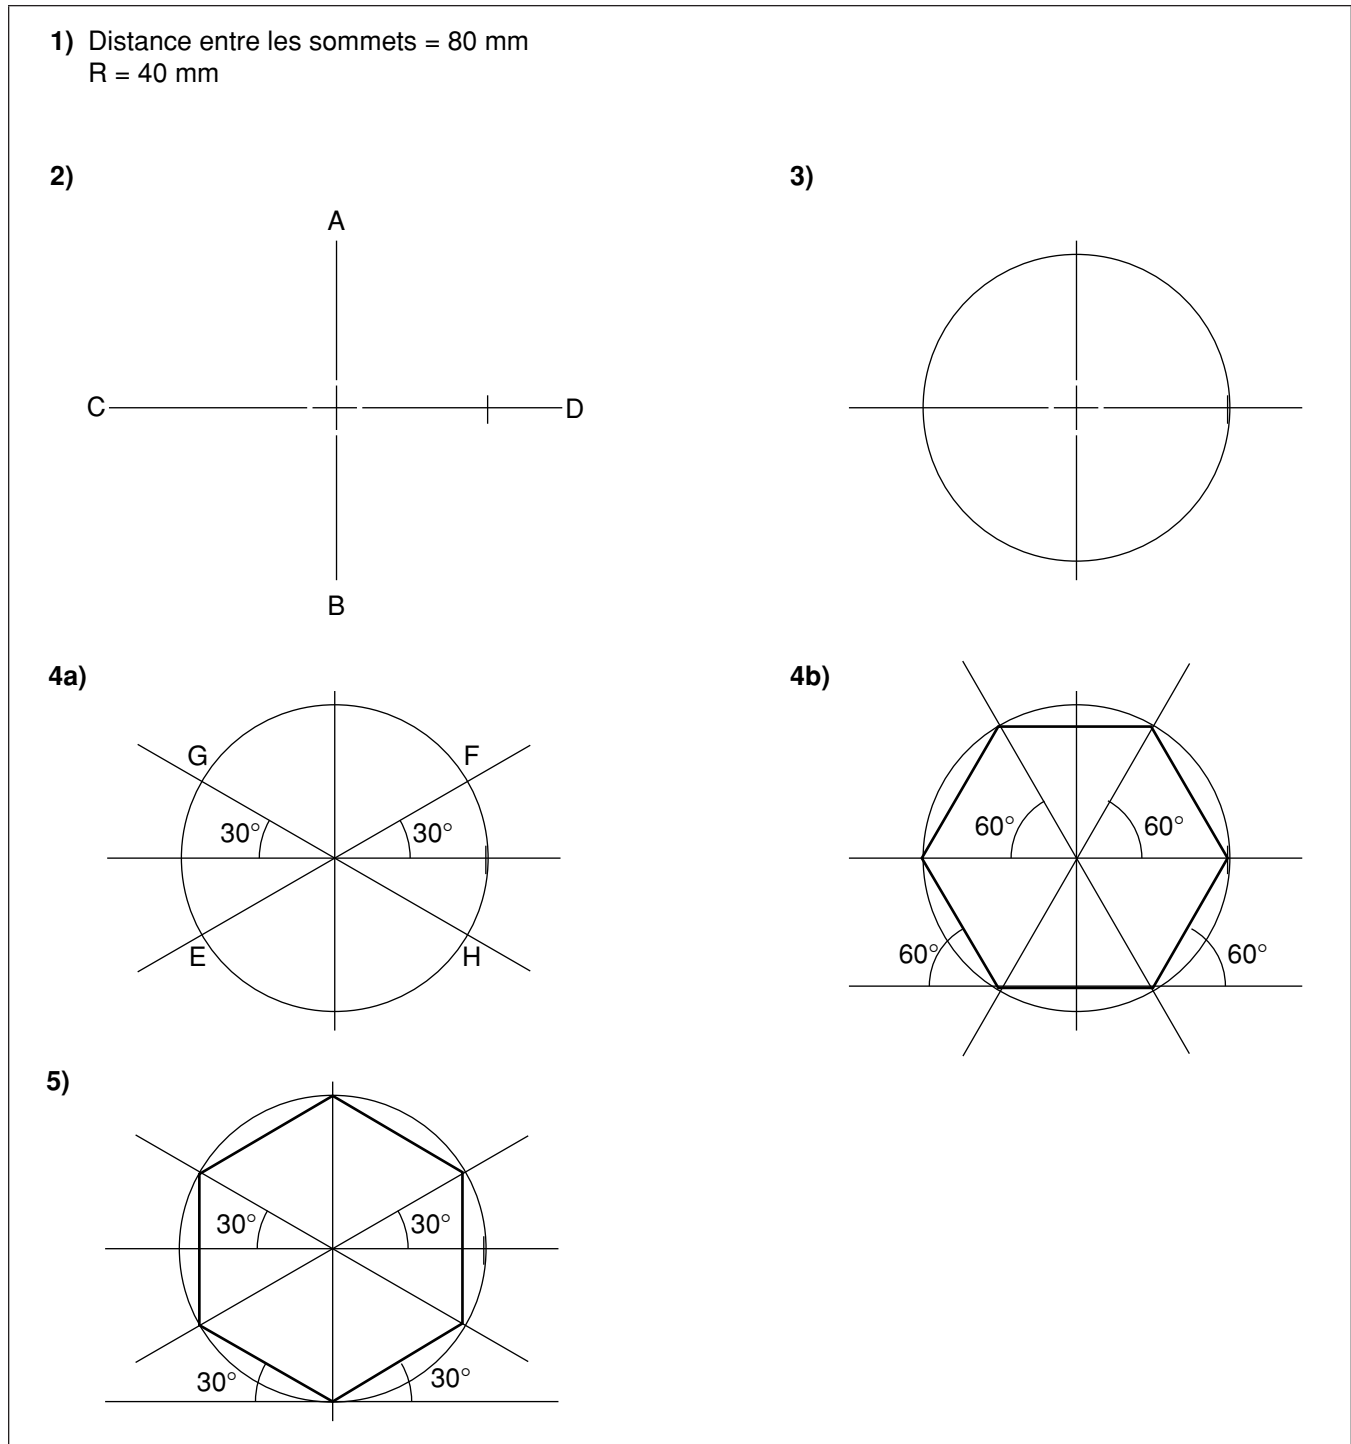 1) Distance entre les sommets = 80 mm
R = 40 mm
2)
3)
A
C
D
B
4a)
G
F
30°
30°
E
H
4b)
60°
60°
60°
60°
5)
30°
30°
30°
30°